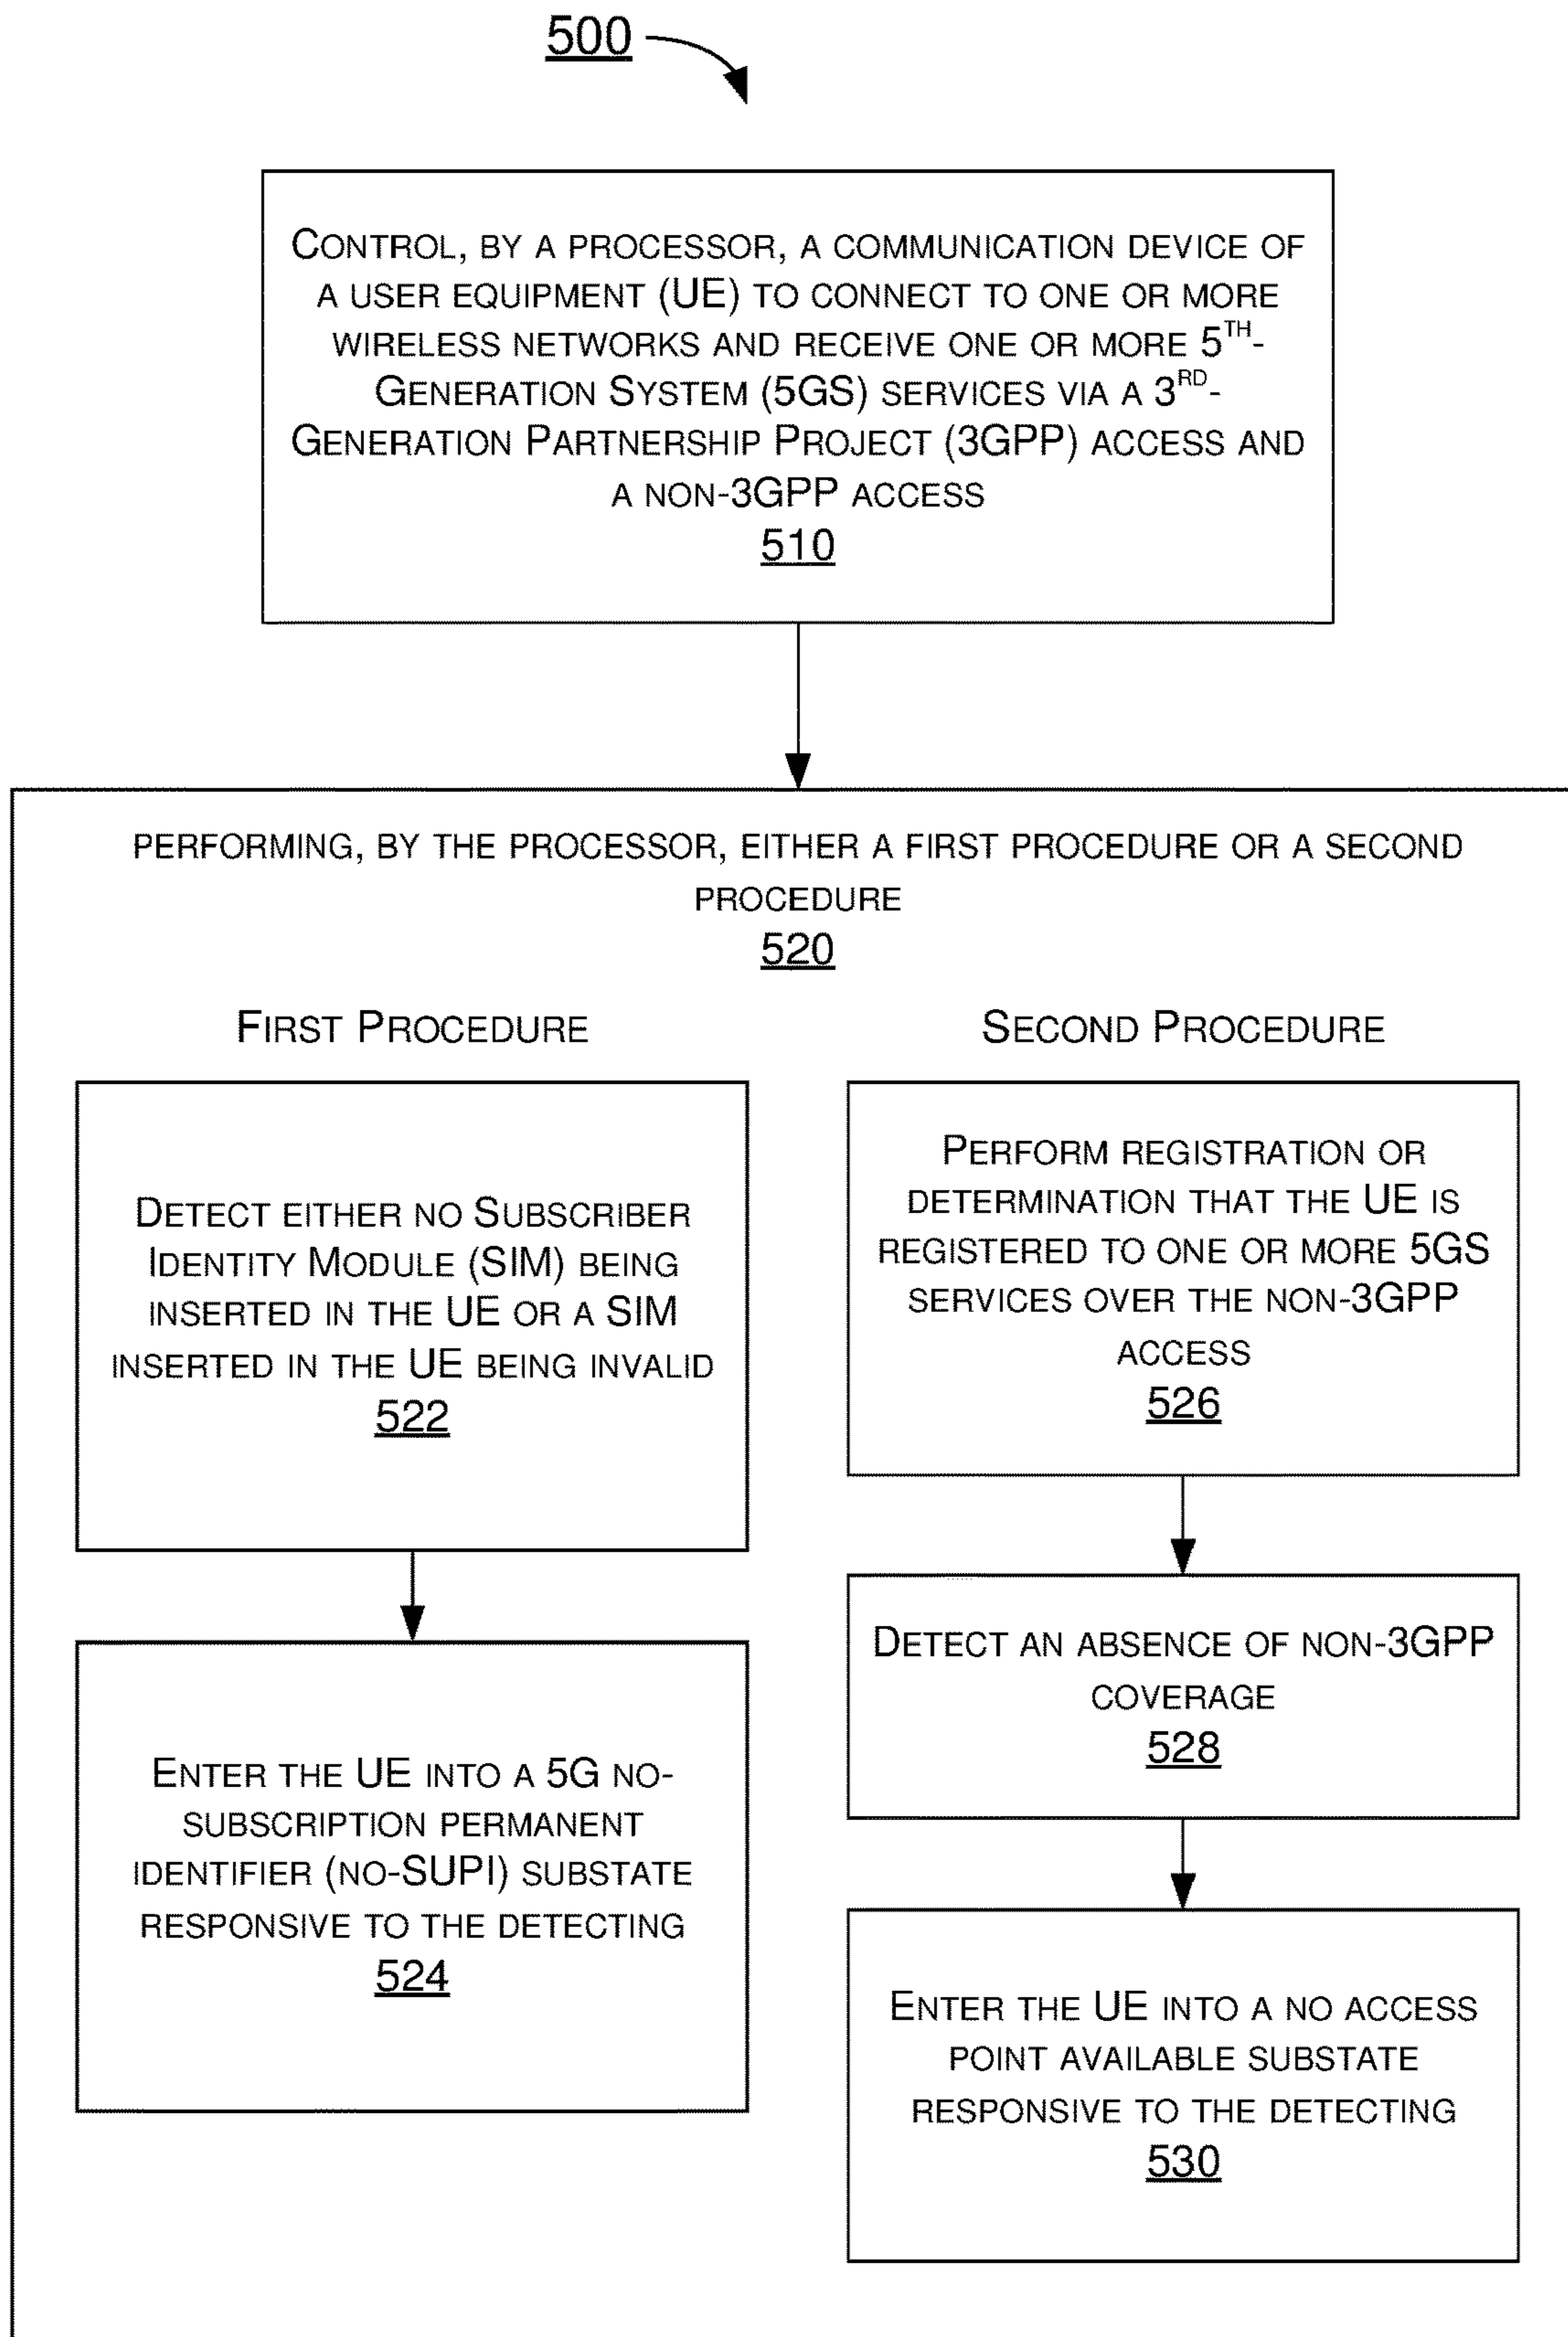 500
CONTROL, BY A PROCESSOR, A COMMUNICATION DEVICE OF
A USER EQUIPMENT (UE) TO CONNECT TO ONE OR MORE
WIRELESS NETWORKS AND RECEIVE ONE OR MORE 5TH-
GENERATION SYSTEM (5GS) SERVICES VIA A 3RD-
GENERATION PARTNERSHIP PROJECT (3GPP) ACCESS AND
A NON-3GPP ACCESS
510
PERFORMING, BY THE PROCESSOR, EITHER A FIRST PROCEDURE OR A SECOND
PROCEDURE
520
FIRST PROCEDURE
DETECT EITHER NO SUBSCRIBER
IDENTITY MODULE (SIM) BEING
INSERTED IN THE UE OR A SIM
INSERTED IN THE UE BEING INVALID
522
ENTER THE UE INTO A 5G NO-
SUBSCRIPTION PERMANENT
IDENTIFIER (NO-SUPI) SUBSTATE
RESPONSIVE TO THE DETECTING
524
SECOND PROCEDURE
PERFORM REGISTRATION OR
DETERMINATION THAT THE UE IS
REGISTERED TO ONE OR MORE 5GS
SERVICES OVER THE NON-3GPP
ACCESS
526
DETECT AN ABSENCE OF NON-3GPP
COVERAGE
528
ENTER THE UE INTO A NO ACCESS
POINT AVAILABLE SUBSTATE
RESPONSIVE TO THE DETECTING
530